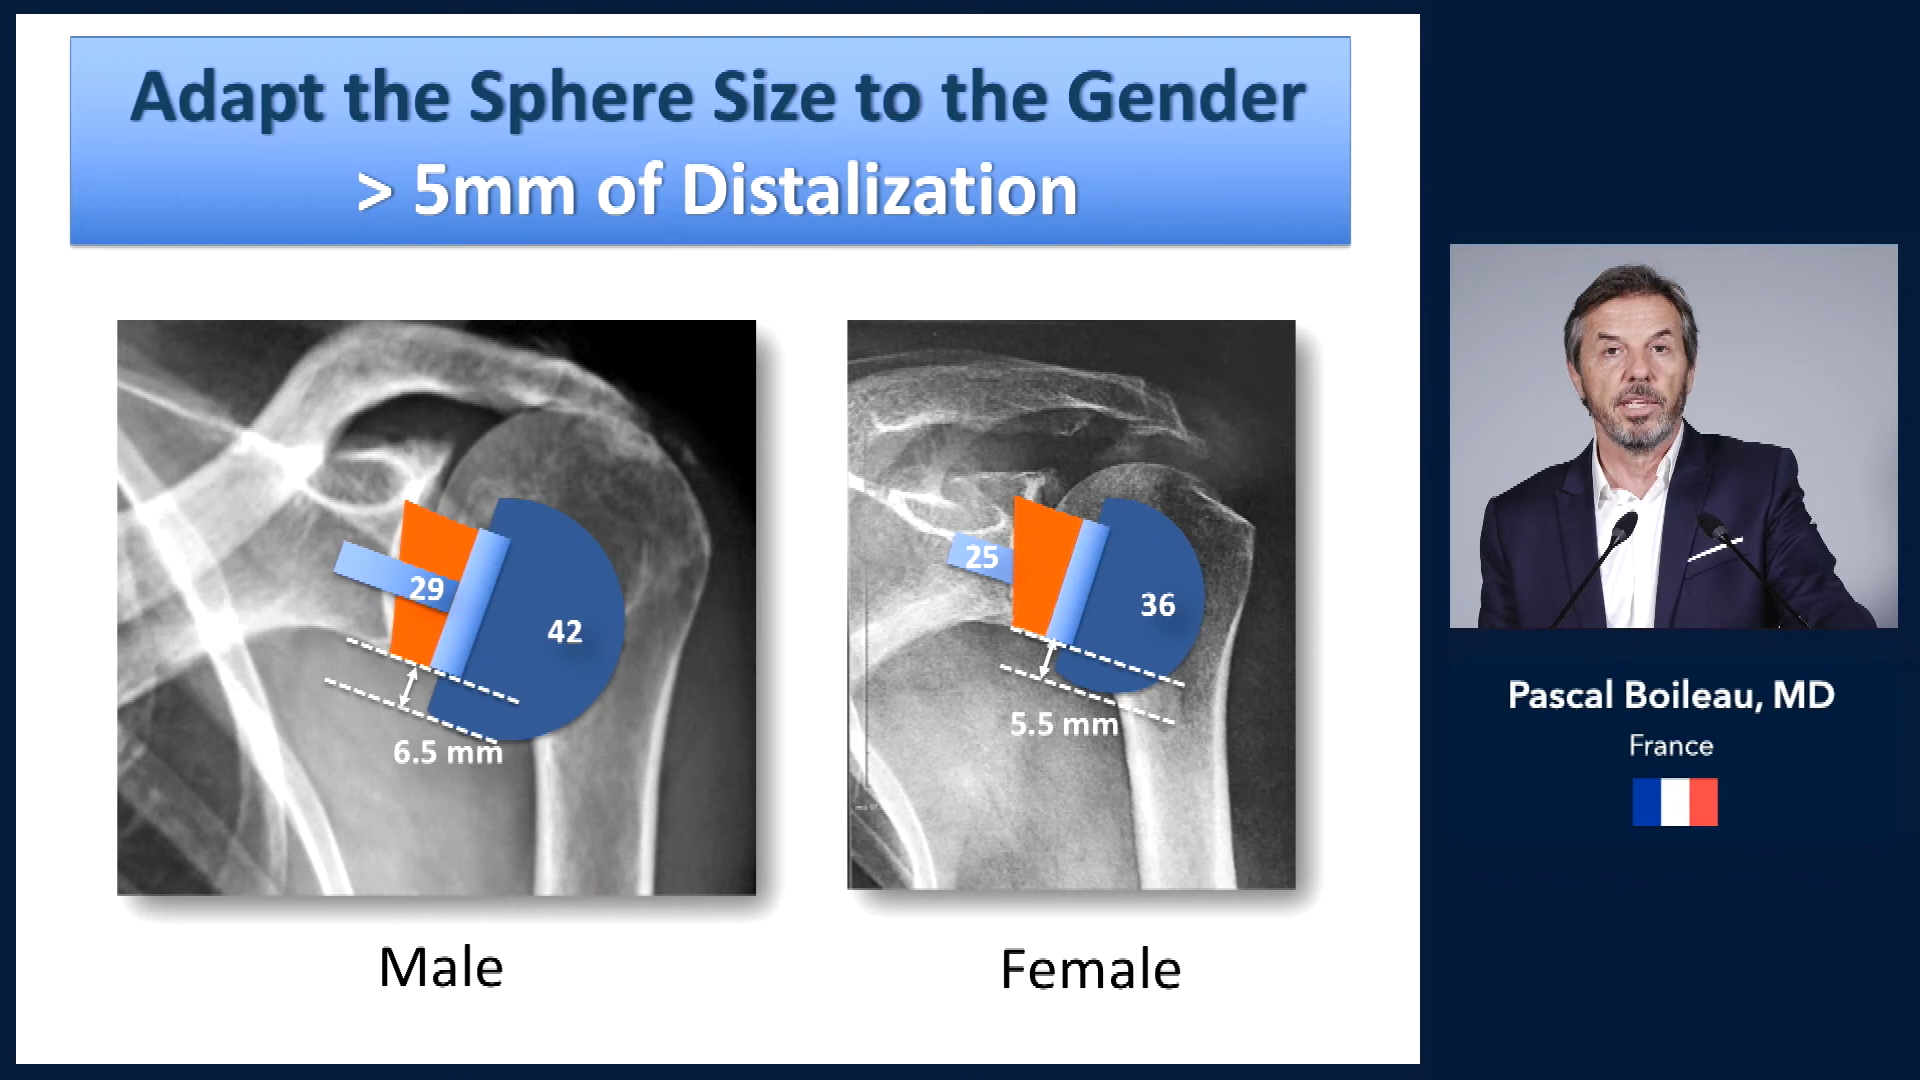 Adapt the Sphere Size to the Gender
> 5mm of Distalization
29
42
6.5 mm
25
36
5.5 mm
Male
Female
Pascal Boileau, MD
France